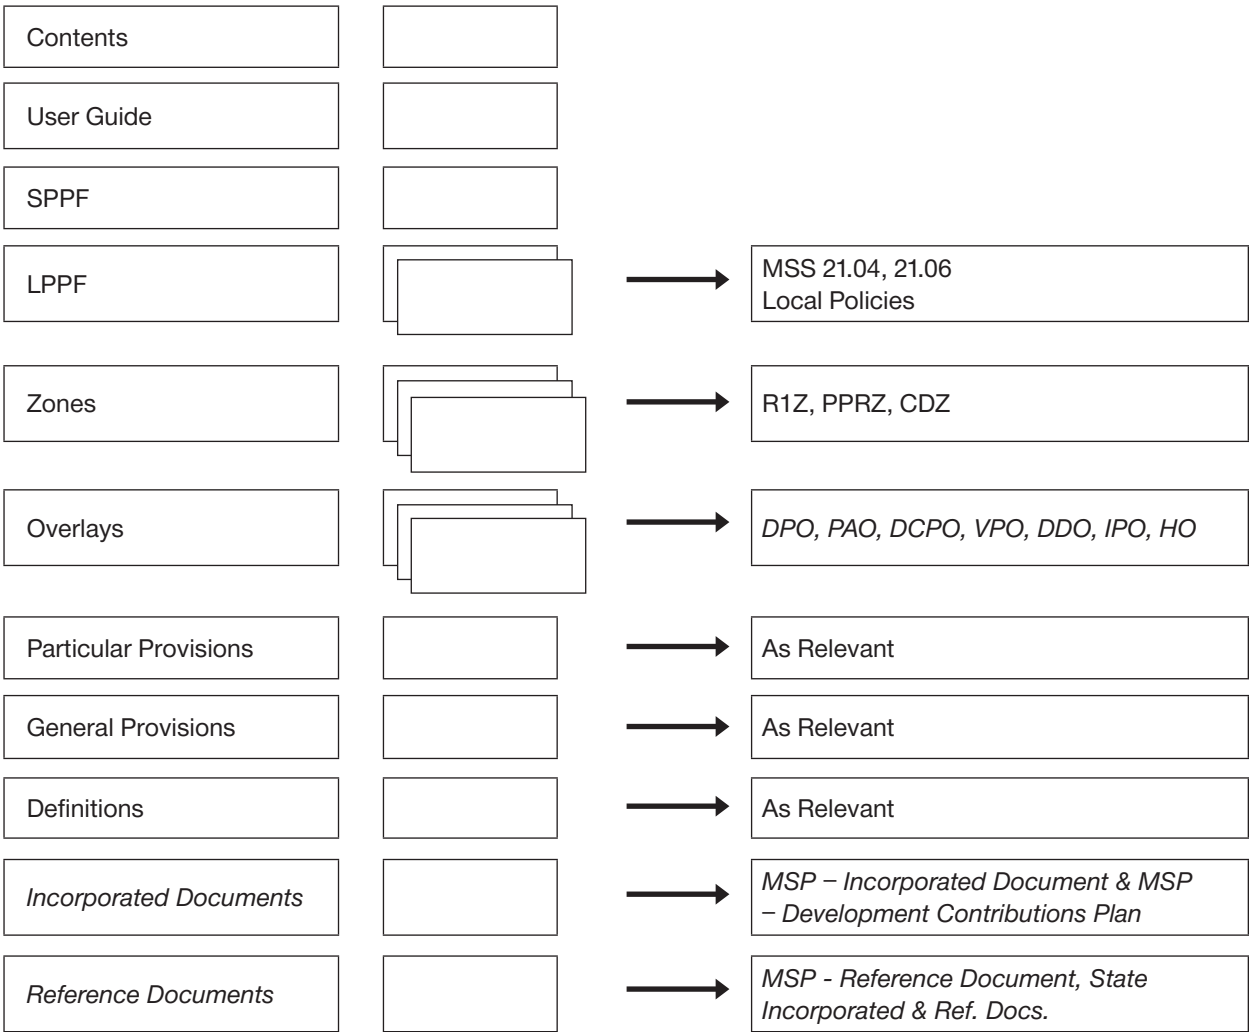 Contents
User Guide
SPPF
LPPF
MSS 21.04, 21.06
Local Policies
Zones
R1Z, PPRZ, CDZ
Overlays
DPO, PAO, DCPO, VPO, DDO, IPO, HO
Particular Provisions
As Relevant
General Provisions
As Relevant
Definitions
As Relevant
Incorporated Documents
MSP – Incorporated Document & MSP
– Development Contributions Plan
Reference Documents
MSP - Reference Document, State
Incorporated & Ref. Docs.